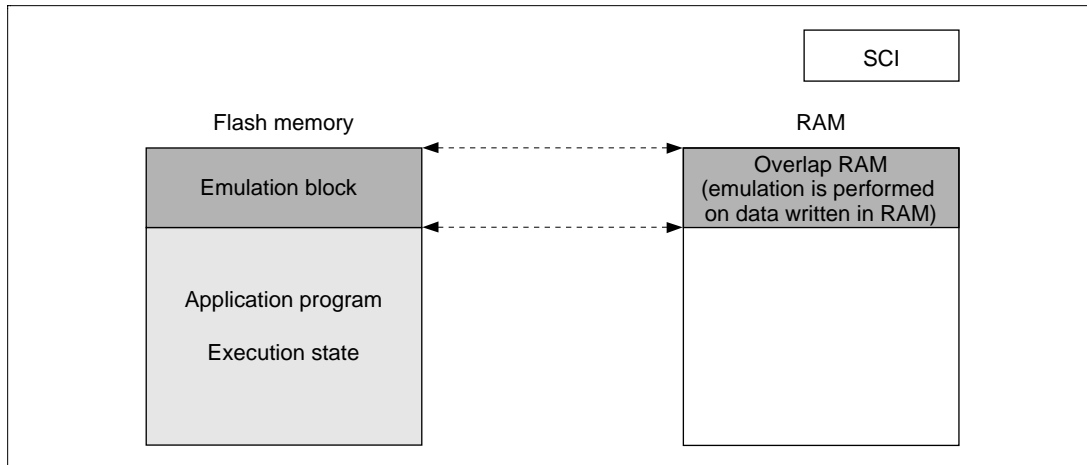 SCI
Flash memory
RAM
Emulation block
Overlap RAM
(emulation is performed
on data written in RAM)
Application program
Execution state